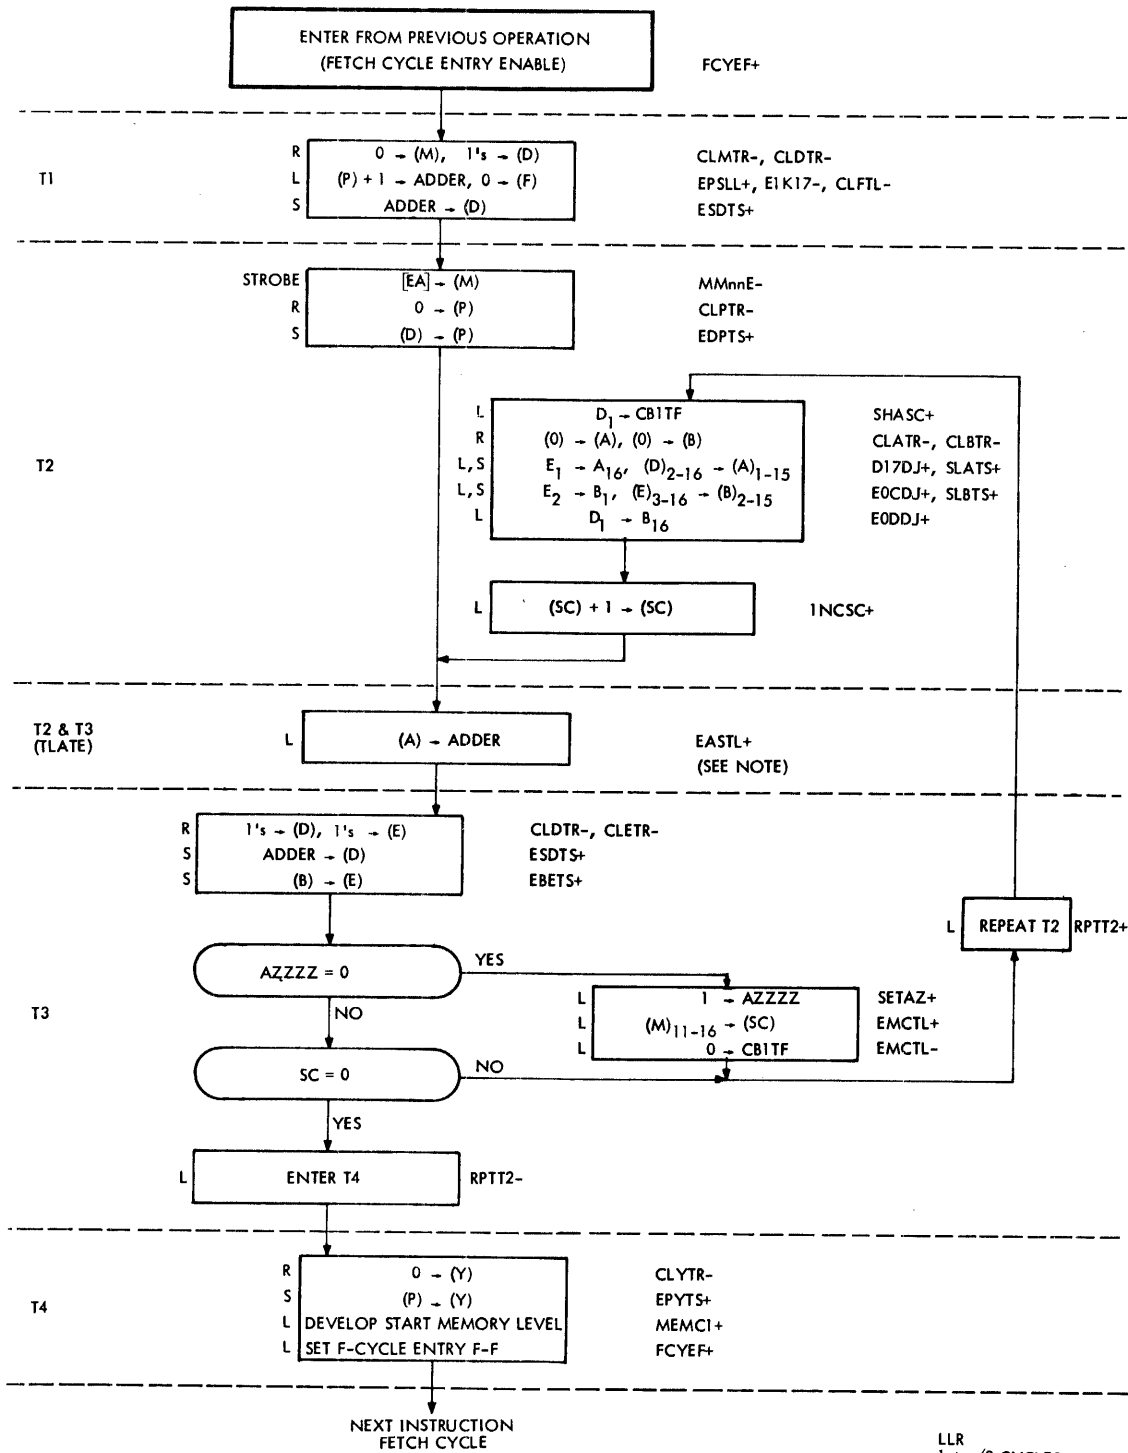 ENTER FROM PREVIOUS OPERATION
(FETCH CYCLE ENTRY ENABLE)
FCYEF+
T1
R 0 → (M), 1's → (D) CLMTR-, CLDTR-
L (P) + 1 → ADDER, 0 → (F) EPSLL+, E1K17-, CLFTL-
S ADDER → (D) ESDTS+
STROBE [EA] → (M) MMnnE-
R 0 → (P) CLPTR-
S (D) → (P) EDPTS+
T2
L D1 → CB1TF SHASC+
R (0) → (A), (0) → (B) CLATR-, CLBTR-
L,S E1 → A16, (D)2-16 → (A)1-15 D17DJ+, SLATS+
L,S E2 → B1, (E)3-16 → (B)2-15 E0CDJ+, SLBTS+
L D1 → B16 E0DDJ+
L (SC) + 1 → (SC) 1NCSC+
T2 & T3
(TLATE)
L (A) → ADDER EASTL+
(SEE NOTE)
R 1's → (D), 1's → (E) CLDTR-, CLETR-
S ADDER → (D) ESDTS+
S (B) → (E) EBETS+
L REPEAT T2 RPTT2+
AZZZZ = 0
YES
NO
T3
L 1 → AZZZZ SETAZ+
L (M)11-16 → (SC) EMCTL+
L 0 → CB1TF EMCTL-
SC = 0
NO
YES
L ENTER T4 RPTT2-
T4
R 0 → (Y) CLYTR-
S (P) → (Y) EPYTS+
L DEVELOP START MEMORY LEVEL MEMC1+
L SET F-CYCLE ENTRY F-F FCYEF+
NEXT INSTRUCTION
FETCH CYCLE
LLR